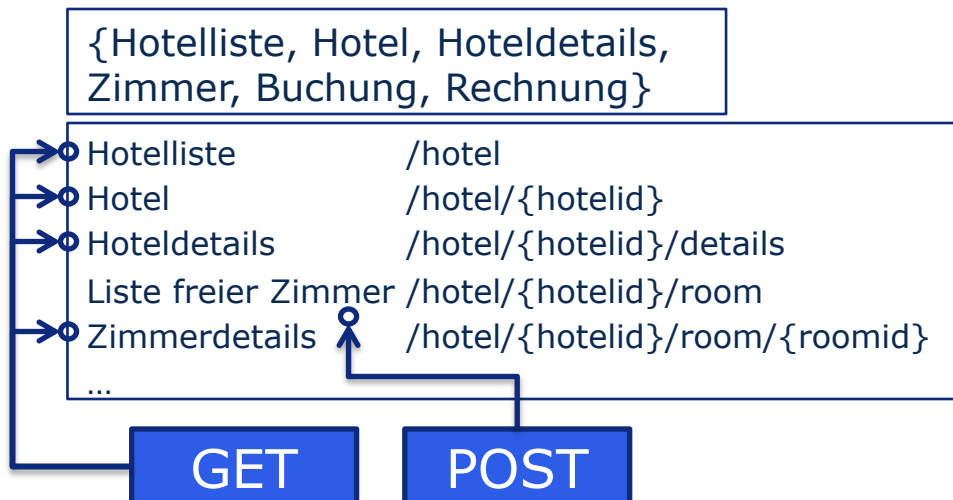 {Hotelliste, Hotel, Hoteldetails,
Zimmer, Buchung, Rechnung}
Hotelliste /hotel
Hotel /hotel/{hotelid}
Hoteldetails /hotel/{hotelid}/details
Liste freier Zimmer /hotel/{hotelid}/room
Zimmerdetails /hotel/{hotelid}/room/{roomid}
...
GET POST